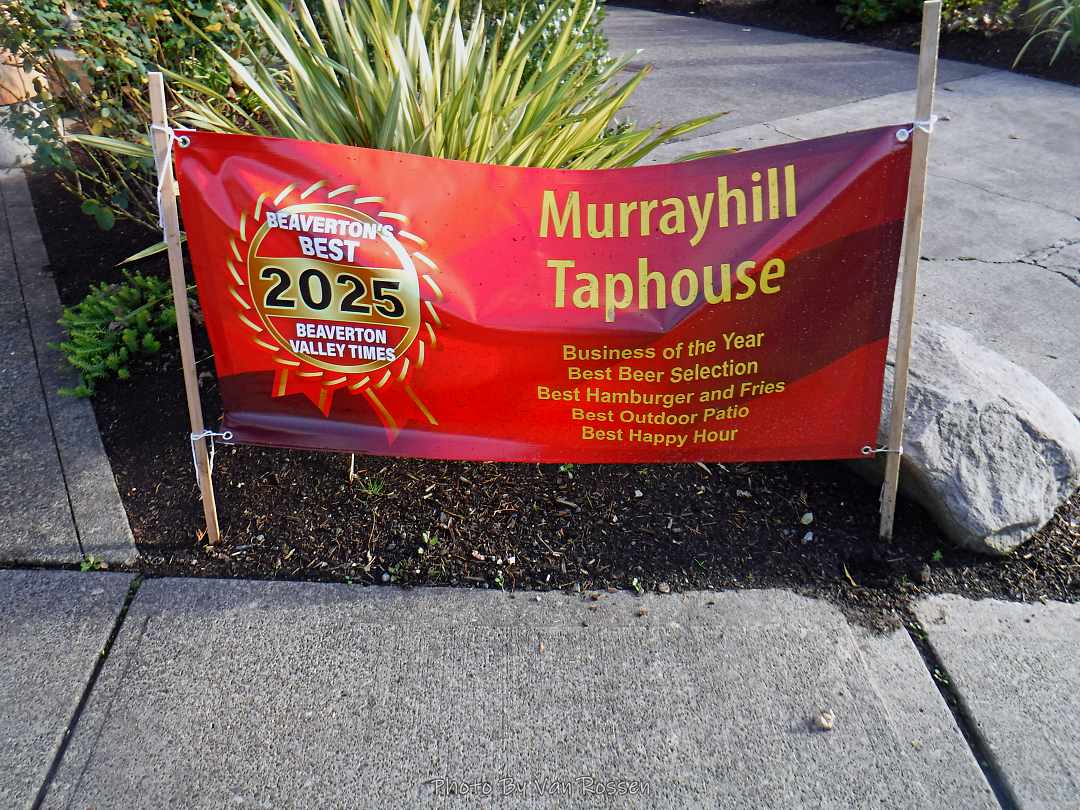 BEAVERTON'S
BEST
2025
BEAVERTON
VALLEY TIMES
Murrayhill
Taphouse
Business of the Year
Best Beer Selection
Best Hamburger and Fries
Best Outdoor Patio
Best Happy Hour
Photo By Van Rossen